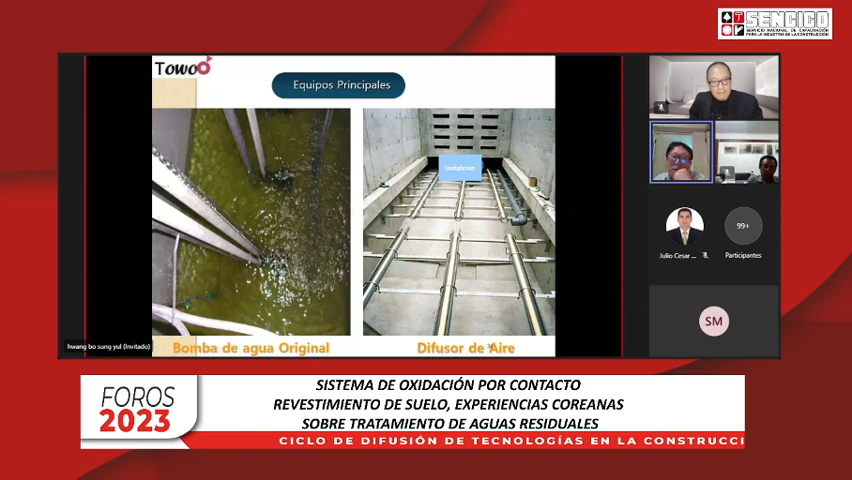 SENCICO
SERVICIO NACIONAL DE CAPACITACIÓN
PARA LA INDUSTRIA DE LA CONSTRUCCIÓN
Towoo
Equipos Principales
Instalción
Bomba de agua Original
Difusor de Aire
hwang bo sung yul (Invitado)
Julio Cesar ...
99+
Participantes
SM
FOROS
2023
SISTEMA DE OXIDACIÓN POR CONTACTO
REVESTIMIENTO DE SUELO, EXPERIENCIAS COREANAS
SOBRE TRATAMIENTO DE AGUAS RESIDUALES
CICLO DE DIFUSIÓN DE TECNOLOGÍAS EN LA CONSTRUCCI